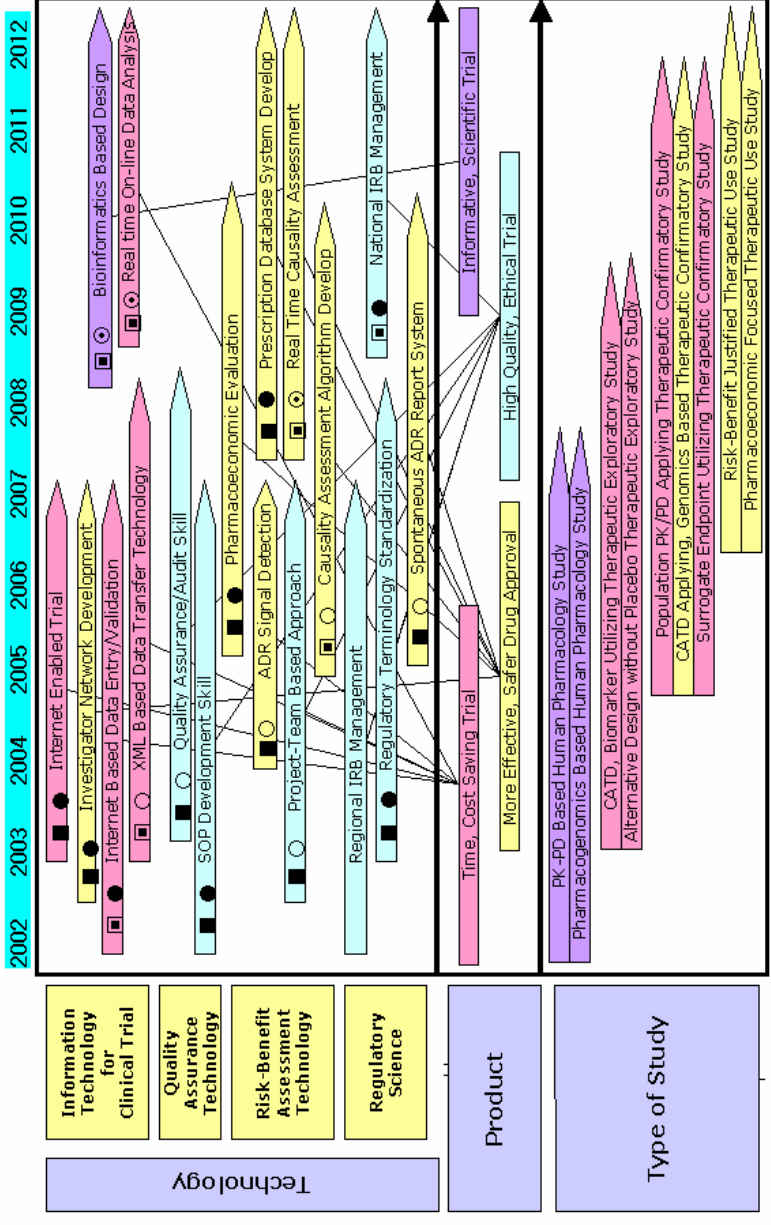 2002 2003 2004 2005 2006 2007 2008 2009 2010 2011 2012
Technology
Information
Technology
for
Clinical Trial
Internet Enabled Trial
Investigator Network Development
Internet Based Data Entry/Validation
XML Based Data Transfer Technology
Bioinformatics Based Design
Real time On-line Data Analysis
Quality
Assurance
Technology
Quality Assurance/Audit Skill
SOP Development Skill
Risk-Benefit
Assessment
Technology
Pharmacoeconomic Evaluation
ADR Signal Detection
Prescription Database System Develop
Real Time Causality Assessment
Project-Team Based Approach
Causality Assessment Algorithm Develop
Regulatory
Science
Regional IRB Management
National IRB Management
Regulatory Terminology Standardization
Spontaneous ADR Report System
Product
Time, Cost Saving Trial
Informative, Scientific Trial
More Effective, Safer Drug Approval
High Quality, Ethical Trial
Type of Study
PK-PD Based Human Pharmacology Study
Pharmacogenomics Based Human Pharmacology Study
CATD, Biomarker Utilizing Therapeutic Exploratory Study
Alternative Design without Placebo Therapeutic Exploratory Study
Population PK/PD Applying Therapeutic Confirmatory Study
CATD Applying, Genomics Based Therapeutic Confirmatory Study
Surrogate Endpoint Utilizing Therapeutic Confirmatory Study
Risk-Benefit Justified Therapeutic Use Study
Pharmacoeconomic Focused Therapeutic Use Study